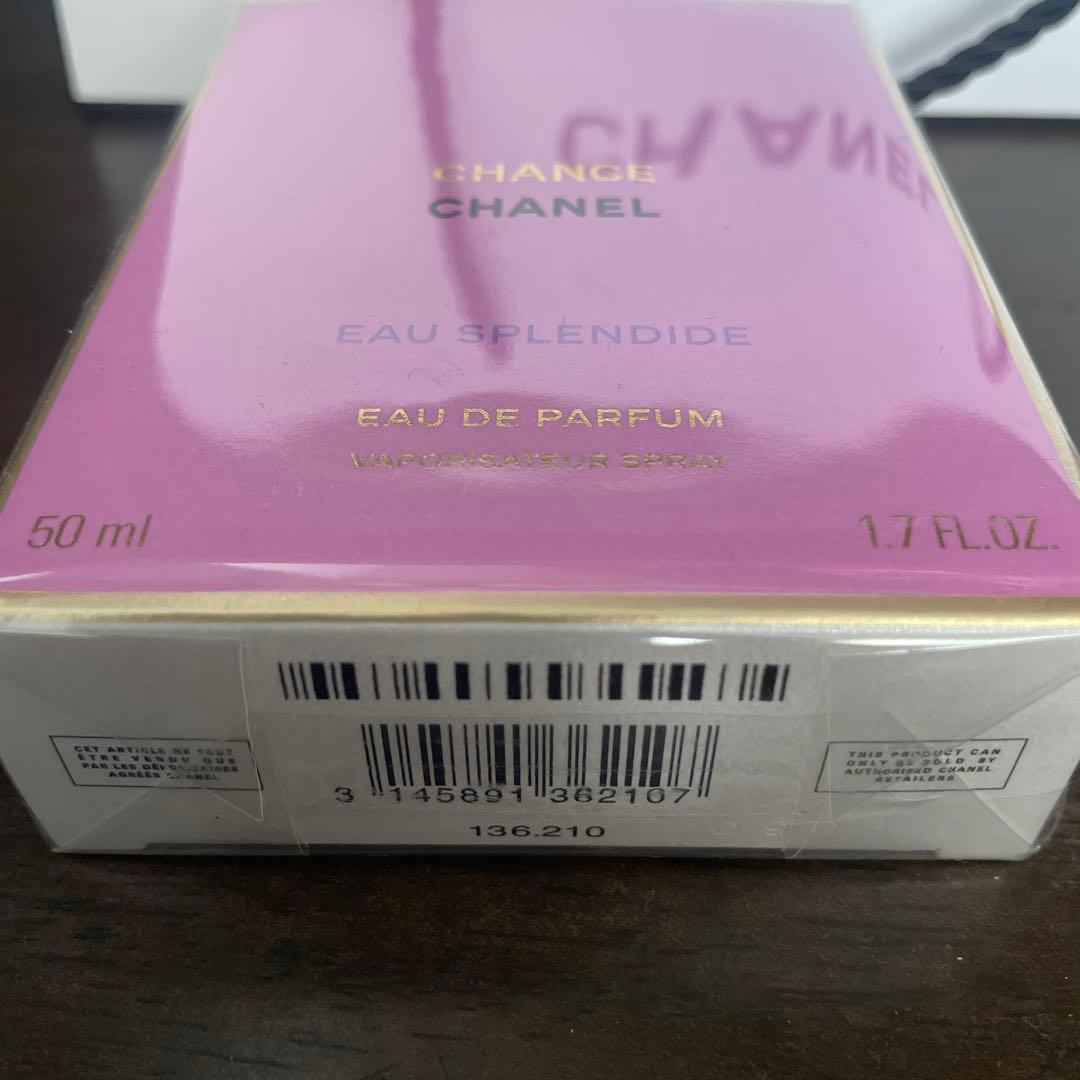 CHANEL
CHANCE
CHANEL
EAU SPLENDIDE
EAU DE PARFUM
VAPORISATEUR SPRAY
50 ml
1.7 FL.OZ.
CET ARTICLE NE PEUT
ÊTRE VENDU QUE
PAR LES DÉPOSITAIRES
AGRÉÉS CHANEL
3 145891 362107
136.210
THIS PRODUCT CAN
ONLY BE SOLD BY
AUTHORISED CHANEL
RETAILERS